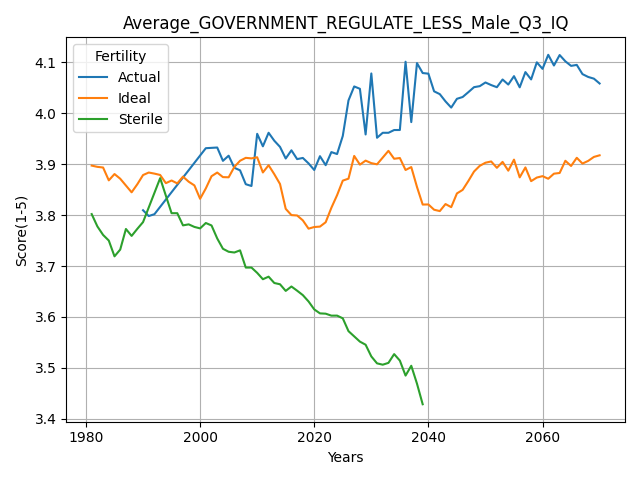 Average_GOVERNMENT_REGULATE_LESS_Male_Q3_IQ
Fertility
Actual
Ideal
Sterile
Score(1-5)
4.1
4.0
3.9
3.8
3.7
3.6
3.5
3.4
1980 2000 2020 2040 2060
Years